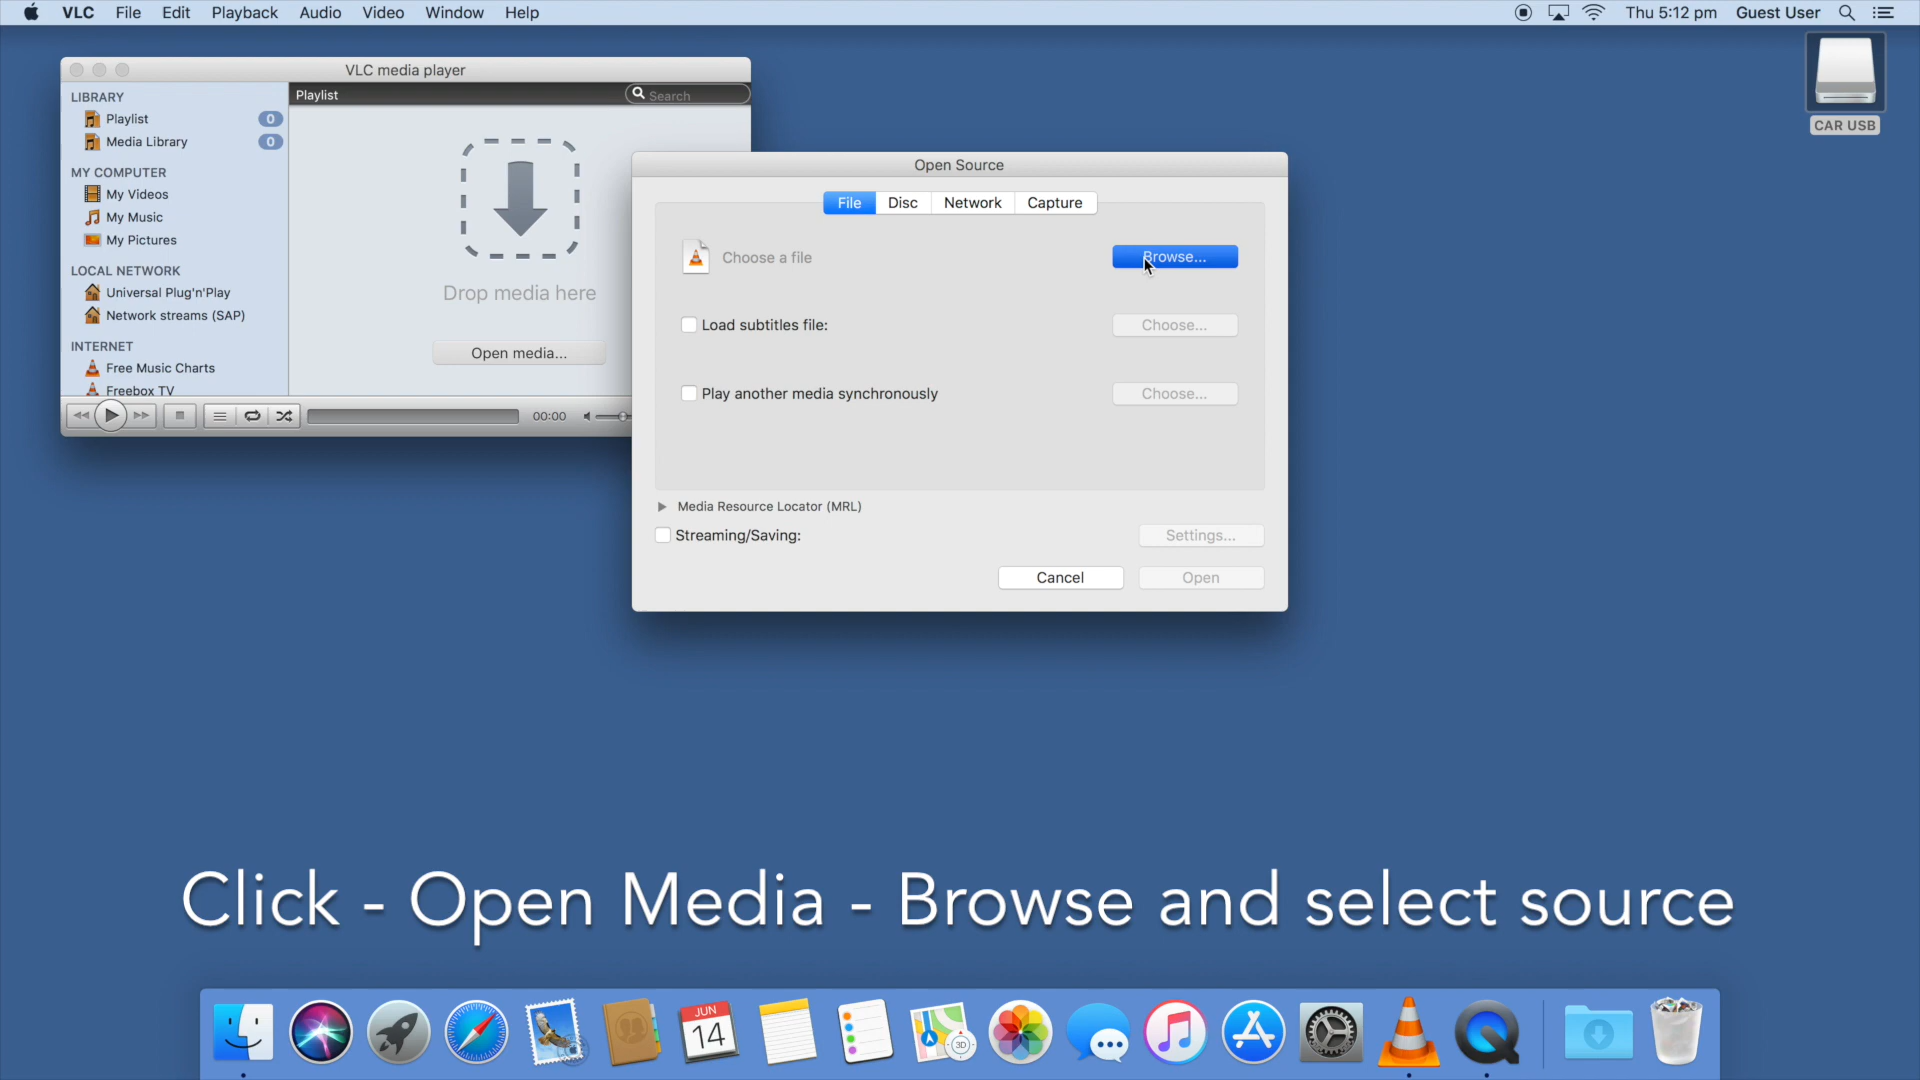 VLC File Edit Playback Audio Video Window Help Thu 5:12 pm Guest User
CAR USB
VLC media player
LIBRARY
Playlist 0
Media Library 0
MY COMPUTER
My Videos
My Music
My Pictures
LOCAL NETWORK
Universal Plug'n'Play
Network streams (SAP)
INTERNET
Free Music Charts
Freebox TV
Playlist
Search
Drop media here
Open media...
00:00
Open Source
File Disc Network Capture
Choose a file Browse...
Load subtitles file: Choose...
Play another media synchronously Choose...
Media Resource Locator (MRL)
Streaming/Saving: Settings...
Cancel Open
Click - Open Media - Browse and select source
JUN
14
3D